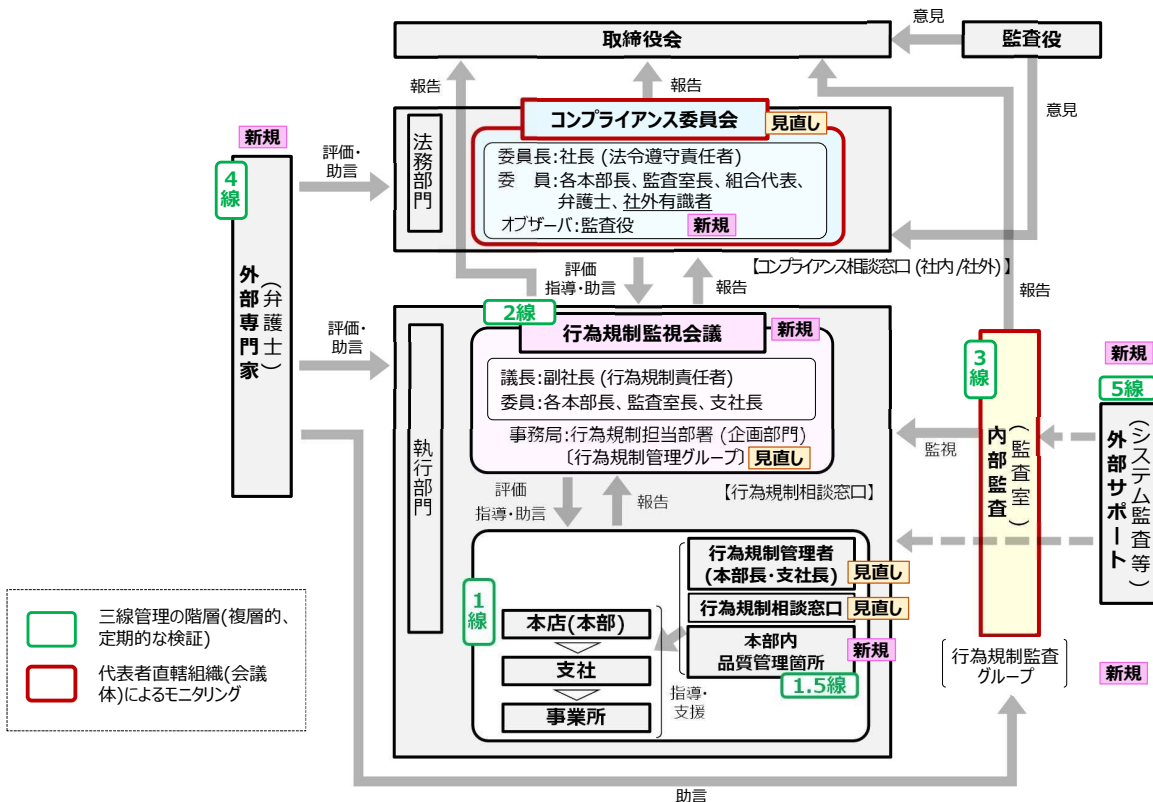 取締役会
意見
監査役
報告
報告
意見
コンプライアンス委員会
見直し
法務部門
委員長:社長 (法令遵守責任者)
委　員:各本部長、監査室長、組合代表、
弁護士、社外有識者
オブザーバ:監査役
新規
新規
4線
外部専門家
(弁護士)
評価・
助言
【コンプライアンス相談窓口 (社内/社外)】
評価
指導・助言
報告
報告
2線
行為規制監視会議
新規
議長:副社長 (行為規制責任者)
委員:各本部長、監査室長、支社長
事務局:行為規制担当部署 (企画部門)
〔行為規制管理グループ〕
見直し
評価・
助言
執行部門
【行為規制相談窓口】
評価
指導・助言
報告
監視
3線
内部監査
(監査室)
新規
5線
外部サポート
(システム監査等)
1線
本店(本部)
支社
事業所
行為規制管理者
(本部長・支社長)
見直し
行為規制相談窓口
見直し
本部内
品質管理箇所
新規
1.5線
指導・
支援
〔行為規制監査
グループ〕
新規
助言
三線管理の階層(複層的、
定期的な検証)
代表者直轄組織(会議
体)によるモニタリング